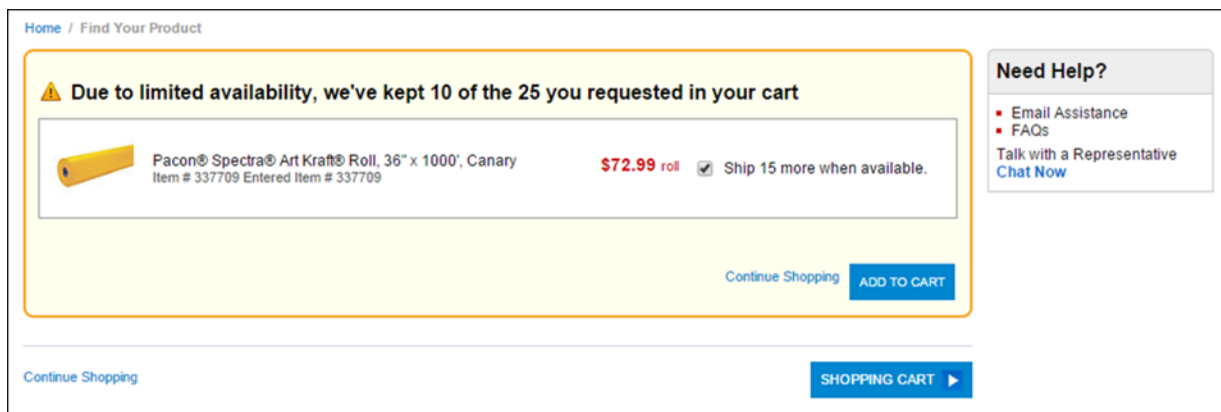 Home / Find Your Product
Due to limited availability, we've kept 10 of the 25 you requested in your cart
Pacon® Spectra® Art Kraft® Roll, 36" x 1000', Canary
Item # 337709 Entered Item # 337709
$72.99 roll
Ship 15 more when available.
Continue Shopping
ADD TO CART
Need Help?
Email Assistance
FAQs
Talk with a Representative
Chat Now
Continue Shopping
SHOPPING CART